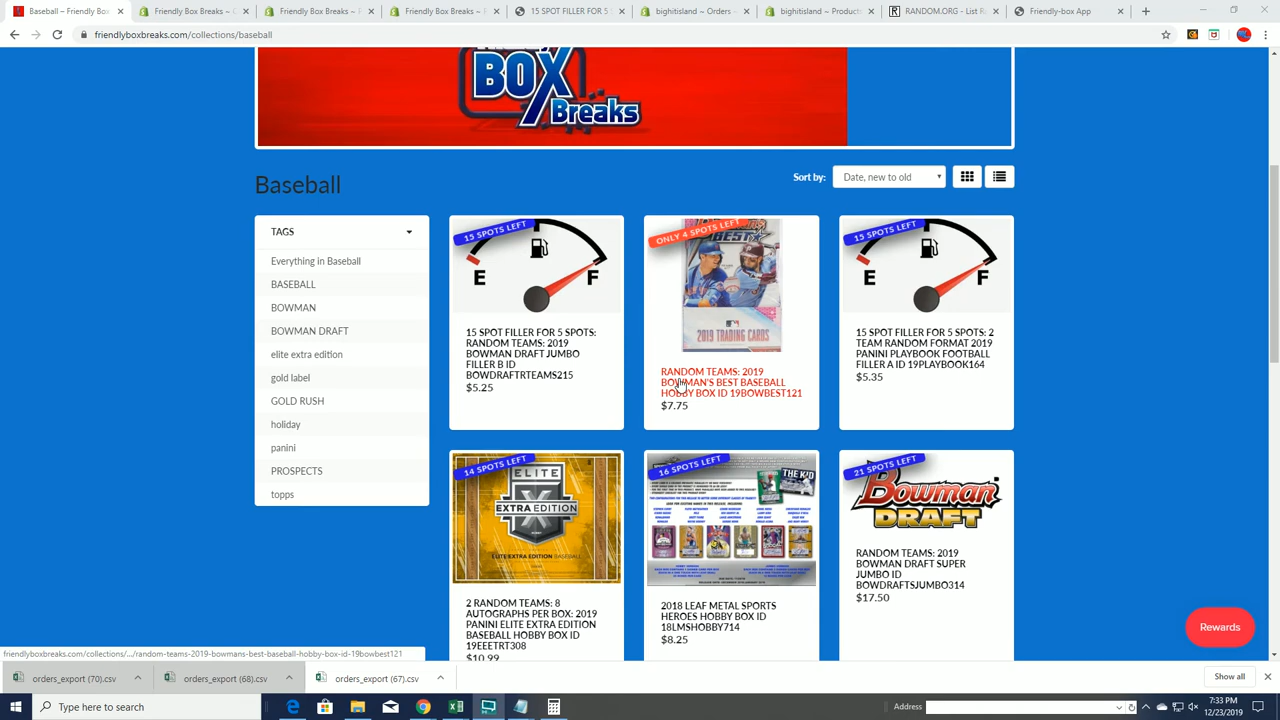 Baseball – Friendly Box Bre
Friendly Box Breaks ~ C
Friendly Box Breaks ~ P
Friendly Box Breaks ~
15 SPOT FILLER FOR 5
bighitisland ~ Orders ~
bighitisland ~ Produc
RANDOM.ORG - List R
Friendly-box App
friendlyboxbreaks.com/collections/baseball
BOX
Breaks
Baseball
Sort by:
Date, new to old
TAGS
Everything in Baseball
BASEBALL
BOWMAN
BOWMAN DRAFT
elite extra edition
gold label
GOLD RUSH
holiday
panini
PROSPECTS
topps
15 SPOTS LEFT
E
F
15 SPOT FILLER FOR 5 SPOTS:
RANDOM TEAMS: 2019
BOWMAN DRAFT JUMBO
FILLER B ID
BOWDRAFTRTEAMS215
$5.25
ONLY 4 SPOTS LEFT
BEST
2019 TRADING CARDS
RANDOM TEAMS: 2019
BOWMAN'S BEST BASEBALL
HOBBY BOX ID 19BOWBEST121
$7.75
15 SPOTS LEFT
E
F
15 SPOT FILLER FOR 5 SPOTS: 2
TEAM RANDOM FORMAT 2019
PANINI PLAYBOOK FOOTBALL
FILLER A ID 19PLAYBOOK164
$5.35
14 SPOTS LEFT
ELITE
EXTRA EDITION
ELITE EXTRA EDITION BASEBALL
2 RANDOM TEAMS: 8
AUTOGRAPHS PER BOX: 2019
PANINI ELITE EXTRA EDITION
BASEBALL HOBBY BOX ID
19EEETRT308
$10.99
16 SPOTS LEFT
THE KID
2018 LEAF METAL SPORTS
HEROES HOBBY BOX ID
18LMSHOBBY714
$8.25
21 SPOTS LEFT
Bowman
DRAFT
RANDOM TEAMS: 2019
BOWMAN DRAFT SUPER
JUMBO ID
BOWDRAFTSJUMBO314
$17.50
Rewards
friendlyboxbreaks.com/collections/.../random-teams-2019-bowmans-best-baseball-hobby-box-id-19bowbest121
orders_export (70).csv
orders_export (68).csv
orders_export (67).csv
Show all
Type here to search
Address
7:33 PM
12/23/2019